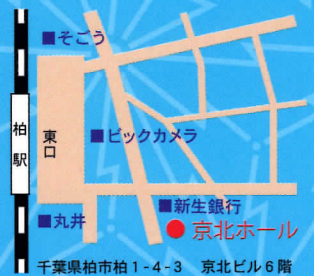 ■そごう
柏駅
東口
■ビックカメラ
■新生銀行
■丸井
●京北ホール
千葉県柏市柏1-4-3 京北ビル6階